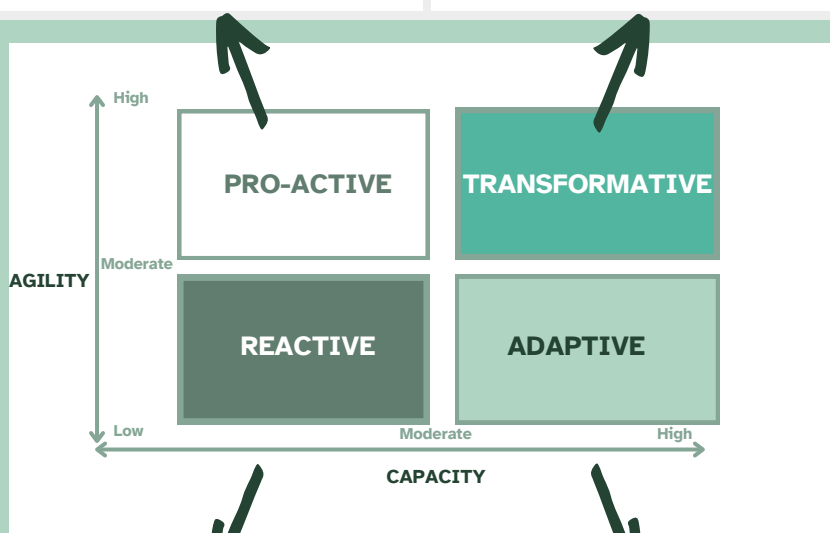 High
PRO-ACTIVE
TRANSFORMATIVE
Moderate
AGILITY
REACTIVE
ADAPTIVE
Low
Moderate
High
CAPACITY